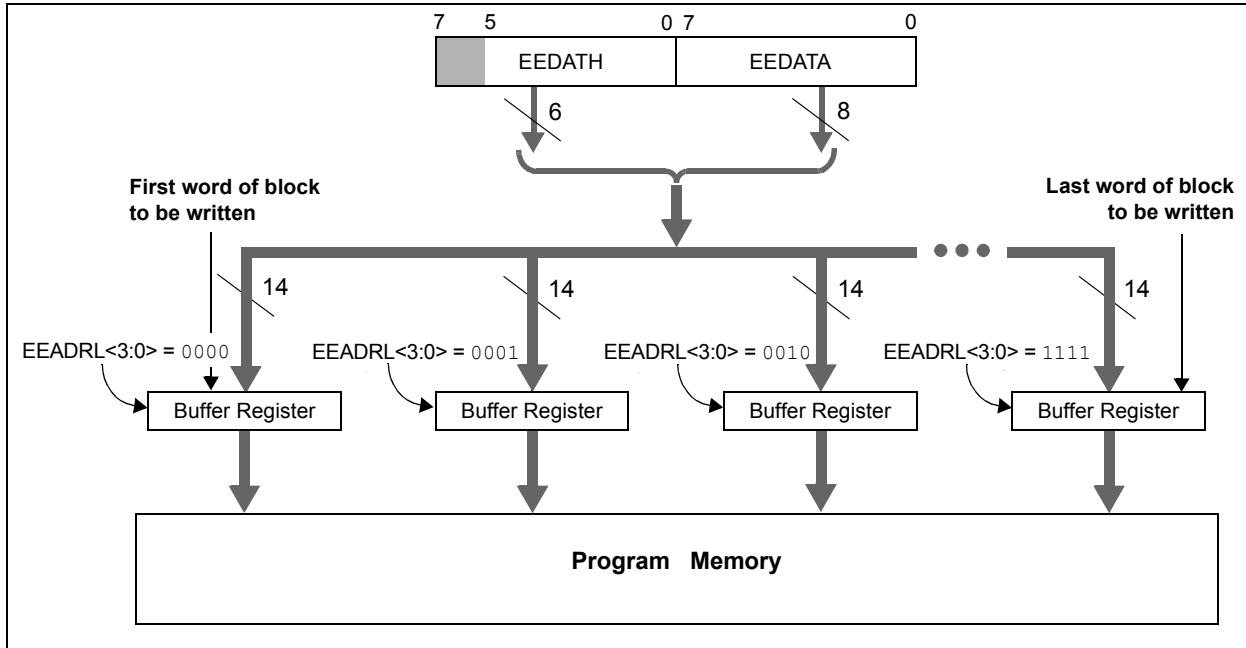 7 5 0 7 0
EEDATH EEDATA
6 8
First word of block
to be written
Last word of block
to be written
14 14 14 14
EEADRL<3:0> = 0000 EEADRL<3:0> = 0001 EEADRL<3:0> = 0010 EEADRL<3:0> = 1111
Buffer Register Buffer Register Buffer Register Buffer Register
Program Memory